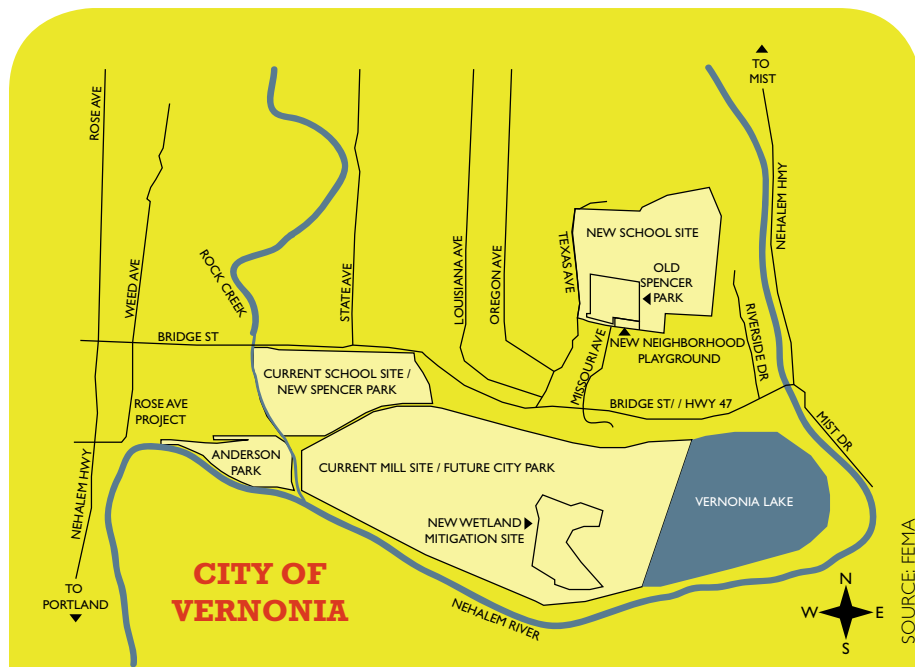 TO
MIST
ROSE AVE
WEED AVE
ROCK CREEK
STATE AVE
LOUISIANA AVE
OREGON AVE
TEXAS AVE
NEHALEM HMY
NEW SCHOOL SITE
OLD
SPENCER
PARK
NEW NEIGHBORHOOD
PLAYGROUND
MISSOURI AVE
RIVERSIDE DR
BRIDGE ST
CURRENT SCHOOL SITE /
NEW SPENCER PARK
BRIDGE ST/ / HWY 47
MIST DR
ROSE AVE
PROJECT
ANDERSON
PARK
CURRENT MILL SITE / FUTURE CITY PARK
VERNONIA LAKE
NEW WETLAND
MITIGATION SITE
NEHALEM HWY
TO
PORTLAND
CITY OF
VERNONIA
NEHALEM RIVER
N
W
E
S
SOURCE: FEMA